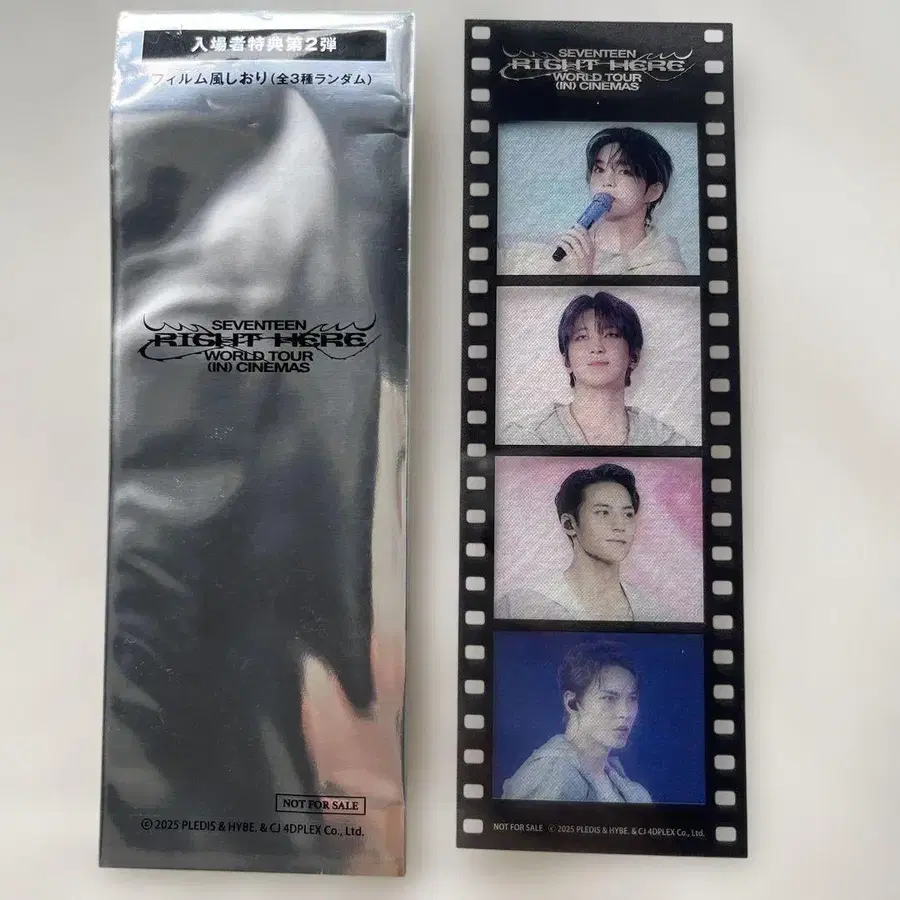 入場者特典第2弾
フィルム風しおり(全3種ランダム)
SEVENTEEN
RIGHT HERE
WORLD TOUR
(IN) CINEMAS
NOT FOR SALE
© 2025 PLEDIS & HYBE. & CJ 4DPLEX Co., Ltd.
SEVENTEEN
RIGHT HERE
WORLD TOUR
(IN) CINEMAS
NOT FOR SALE © 2025 PLEDIS & HYBE. & CJ 4DPLEX Co., Ltd.